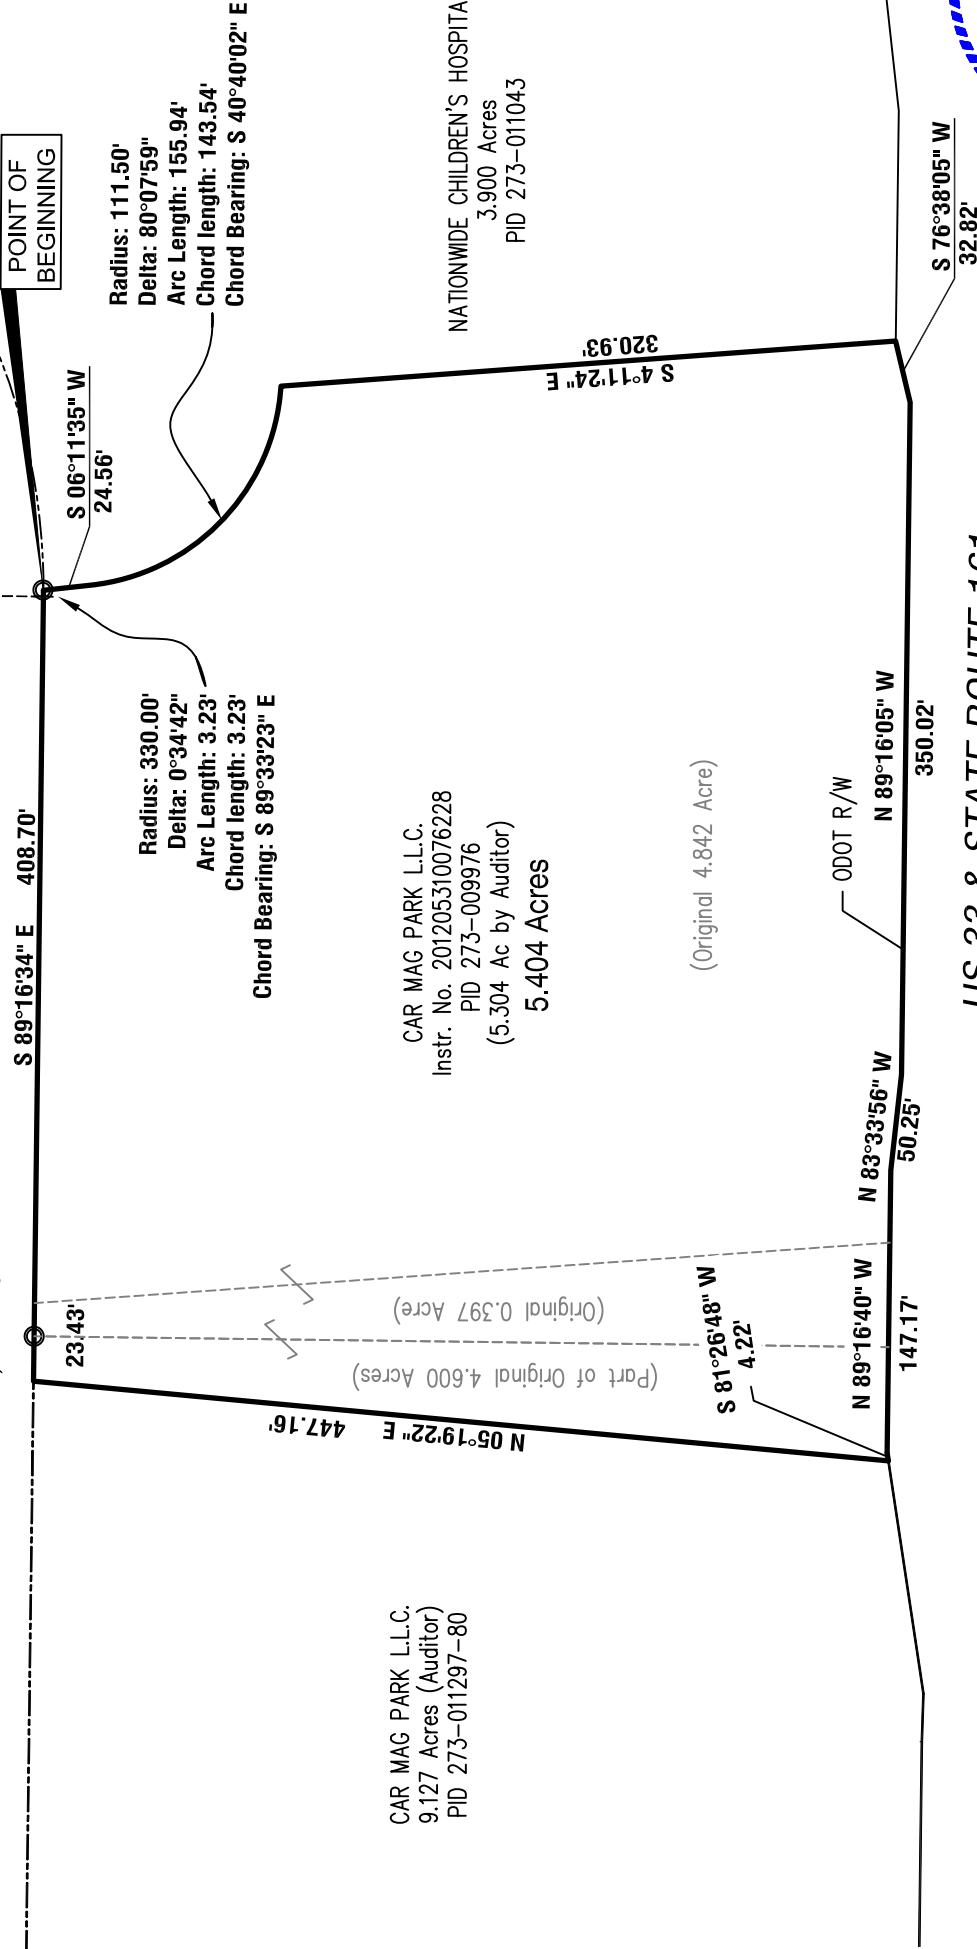 POINT OF
BEGINNING
Radius: 111.50'
Delta: 80°07'59"
Arc Length: 155.94'
Chord length: 143.54'
Chord Bearing: S 40°40'02" E
NATIONWIDE CHILDREN'S HOSPITA
3.900 Acres
PID 273-011043
S 76°38'05" W
32.82'
S 06°11'35" W
24.56'
320.93'
S 4°11'24" E
S 89°16'34" E 408.70'
Radius: 330.00'
Delta: 0°34'42"
Arc Length: 3.23'
Chord length: 3.23'
Chord Bearing: S 89°33'23" E
CAR MAG PARK L.L.C.
Instr. No. 201205310076228
PID 273-009976
(5.304 Ac by Auditor)
5.404 Acres
(Original 4.842 Acre)
ODOT R/W
N 89°16'05" W
350.02'
US 33 & STATE ROUTE 161
N 83°33'56" W
50.25'
23.43'
(Original 0.397 Acre)
(Part of Original 4.600 Acres)
S 81°26'48" W
4.22'
N 89°16'40" W
147.17'
N 05°19'22" E 447.16'
CAR MAG PARK L.L.C.
9.127 Acres (Auditor)
PID 273-011297-80